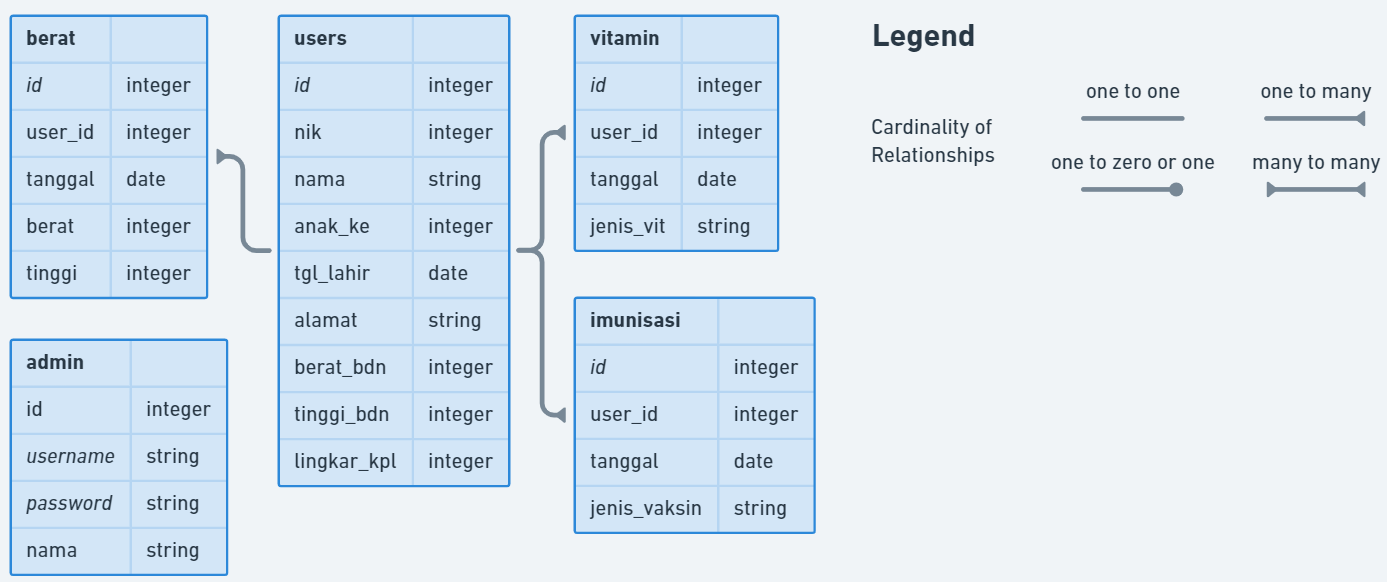 berat
id integer
user_id integer
tanggal date
berat integer
tinggi integer
admin
id integer
username string
password string
nama string
users
id integer
nik integer
nama string
anak_ke integer
tgl_lahir date
alamat string
berat_bdn integer
tinggi_bdn integer
lingkar_kpl integer
vitamin
id integer
user_id integer
tanggal date
jenis_vit string
imunisasi
id integer
user_id integer
tanggal date
jenis_vaksin string
Legend
Cardinality of
Relationships
one to one
one to many
one to zero or one
many to many